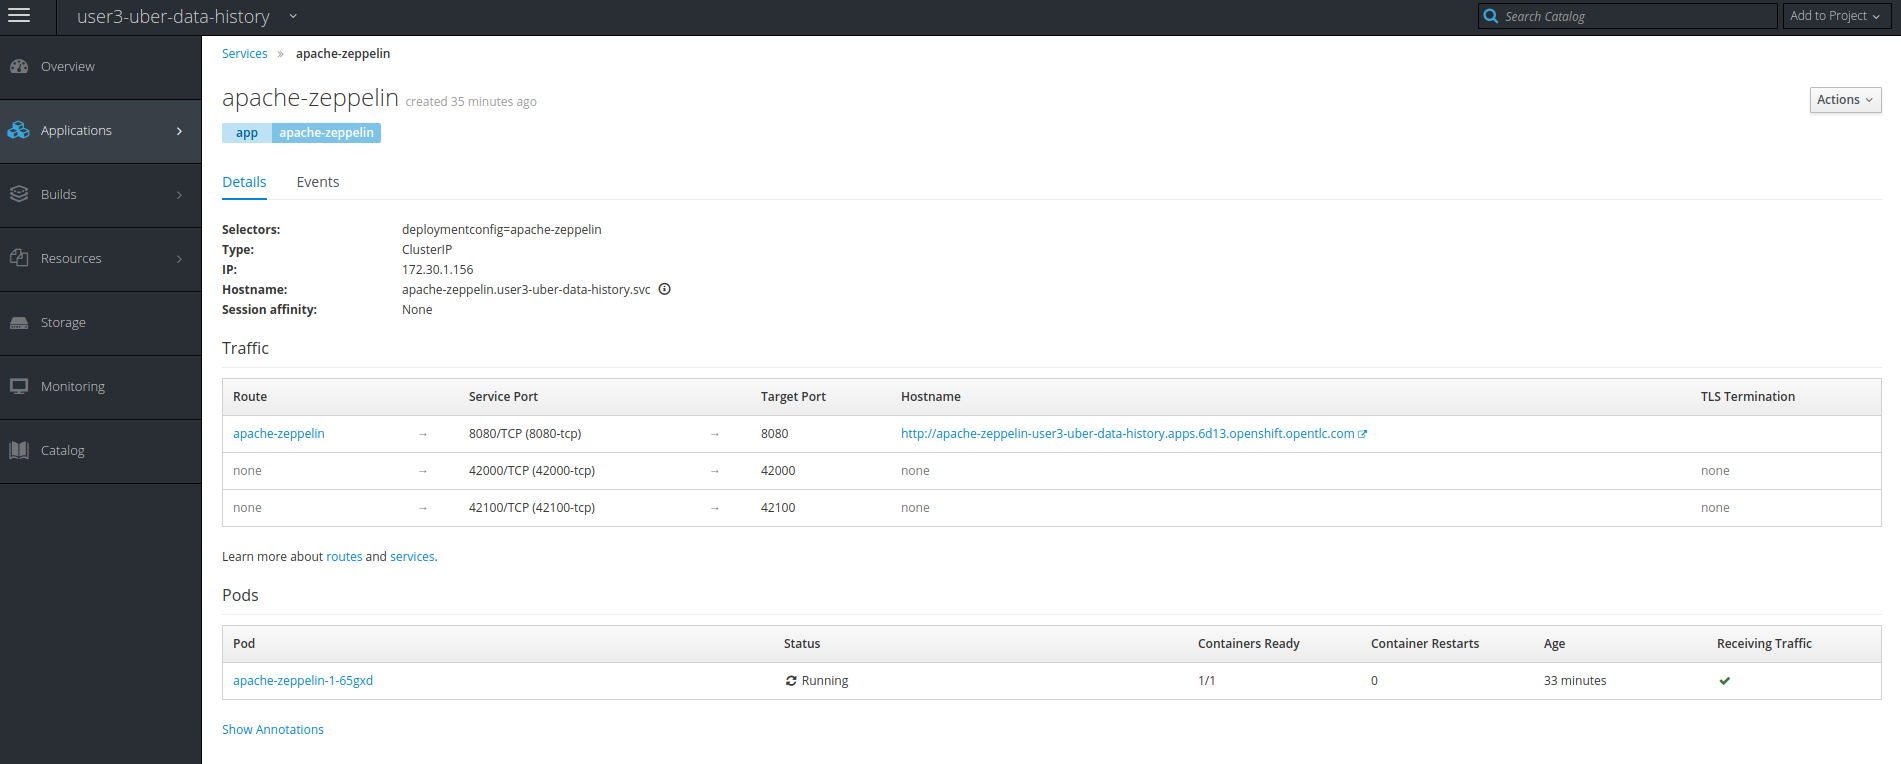 user3-uber-data-history
Search Catalog
Add to Project
Overview
Applications
Builds
Resources
Storage
Monitoring
Catalog
Services » apache-zeppelin
apache-zeppelin created 35 minutes ago
Actions
app apache-zeppelin
Details Events
Selectors: deploymentconfig=apache-zeppelin
Type: ClusterIP
IP: 172.30.1.156
Hostname: apache-zeppelin.user3-uber-data-history.svc
Session affinity: None
Traffic
Route Service Port Target Port Hostname TLS Termination
apache-zeppelin → 8080/TCP (8080-tcp) → 8080 http://apache-zeppelin-user3-uber-data-history.apps.6d13.openshift.opentlc.com
none → 42000/TCP (42000-tcp) → 42000 none none
none → 42100/TCP (42100-tcp) → 42100 none none
Learn more about routes and services.
Pods
Pod Status Containers Ready Container Restarts Age Receiving Traffic
apache-zeppelin-1-65gxd Running 1/1 0 33 minutes
Show Annotations